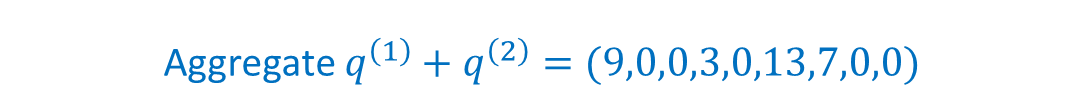 Aggregate q⁽¹⁾ + q⁽²⁾ = (9,0,0,3,0,13,7,0,0)